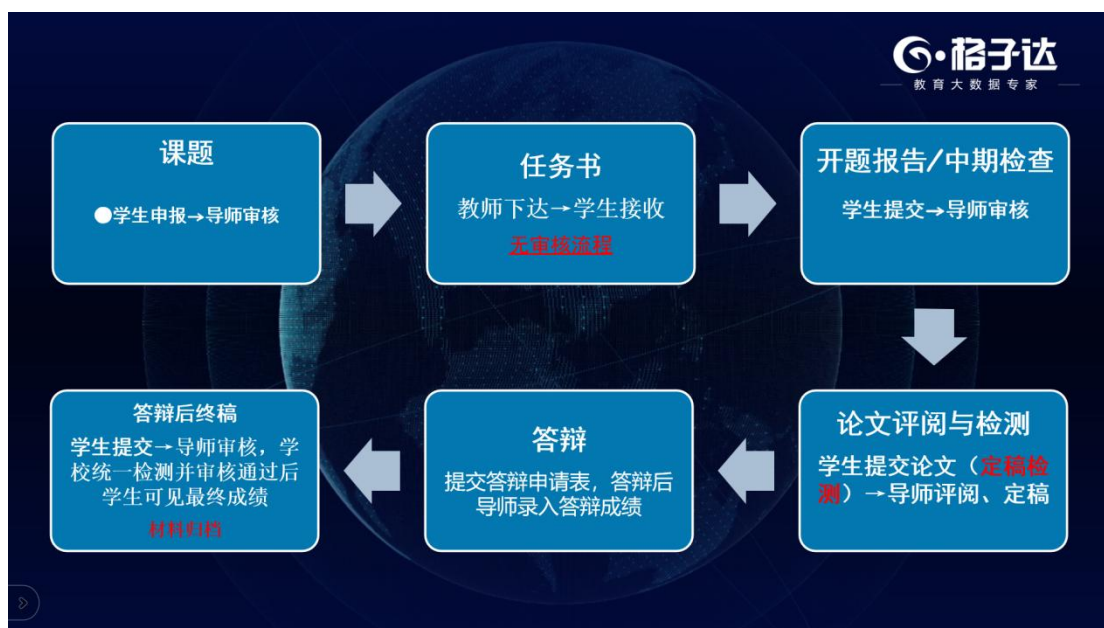 格子达
教育大数据专家
课题
●学生申报→导师审核
任务书
教师下达→学生接收
无审核流程
开题报告/中期检查
学生提交→导师审核
论文评阅与检测
学生提交论文（定稿检
测）→导师评阅、定稿
答辩
提交答辩申请表，答辩后
导师录入答辩成绩
答辩后终稿
学生提交→导师审核，学
校统一检测并审核通过后
学生可见最终成绩
材料归档